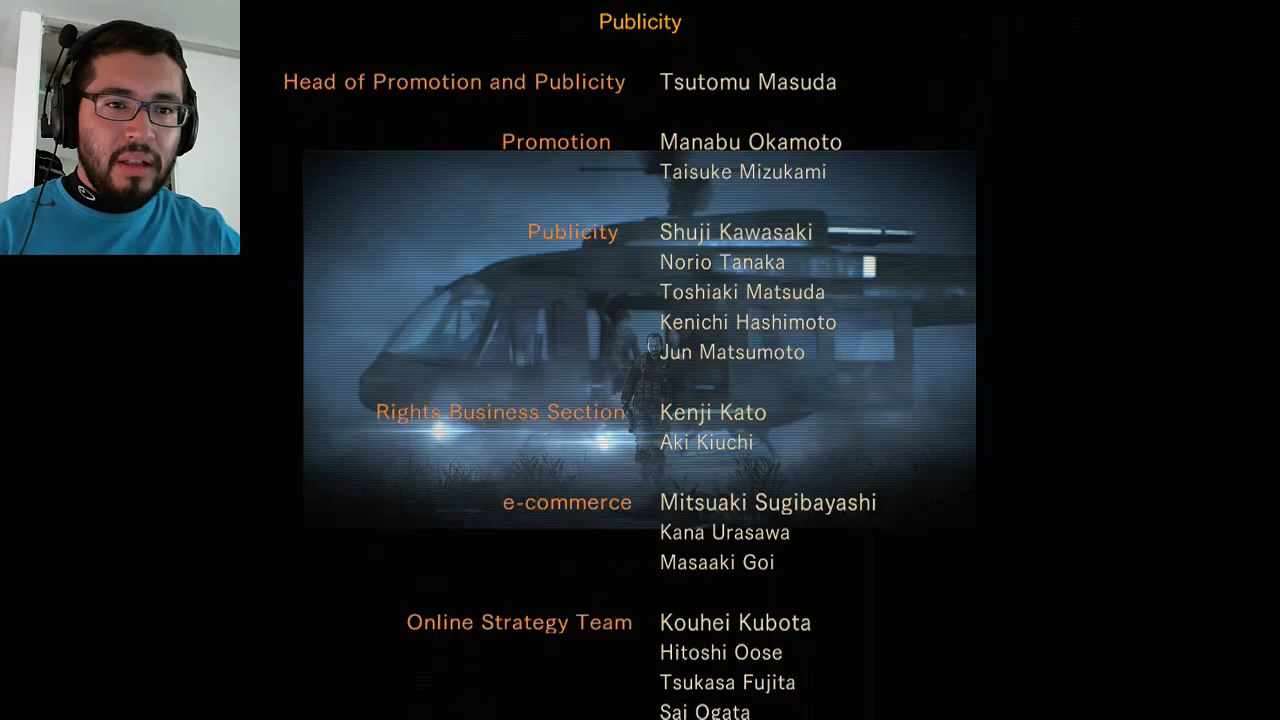 Publicity
Head of Promotion and Publicity Tsutomu Masuda
Promotion Manabu Okamoto
Taisuke Mizukami
Publicity Shuji Kawasaki
Norio Tanaka
Toshiaki Matsuda
Kenichi Hashimoto
Jun Matsumoto
Rights Business Section Kenji Kato
Aki Kiuchi
e-commerce Mitsuaki Sugibayashi
Kana Urasawa
Masaaki Goi
Online Strategy Team Kouhei Kubota
Hitoshi Oose
Tsukasa Fujita
Sai Ogata